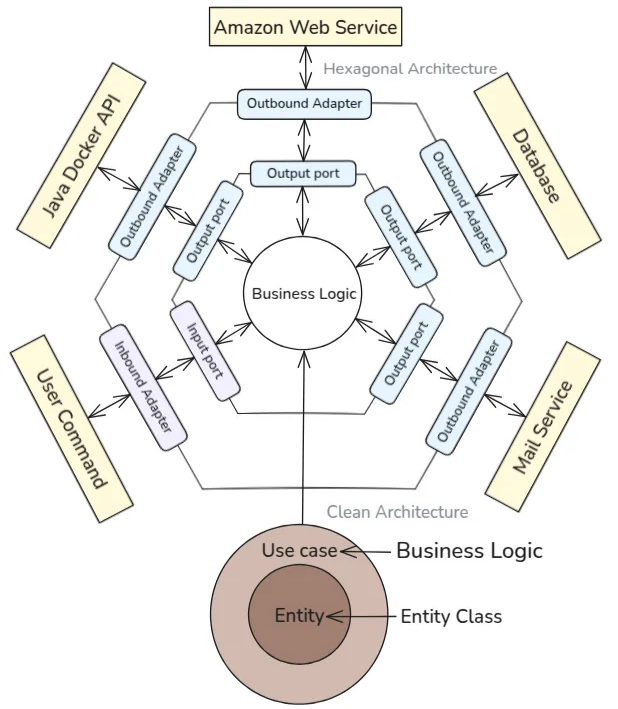 Amazon Web Service
Hexagonal Architecture
Outbound Adapter
Java Docker API
Outbound Adapter
Output port
Output port
Output port
Outbound Adapter
Database
Business Logic
User Command
Inbound Adapter
Input port
Output port
Outbound Adapter
Mail Service
Clean Architecture
Use case
Business Logic
Entity
Entity Class